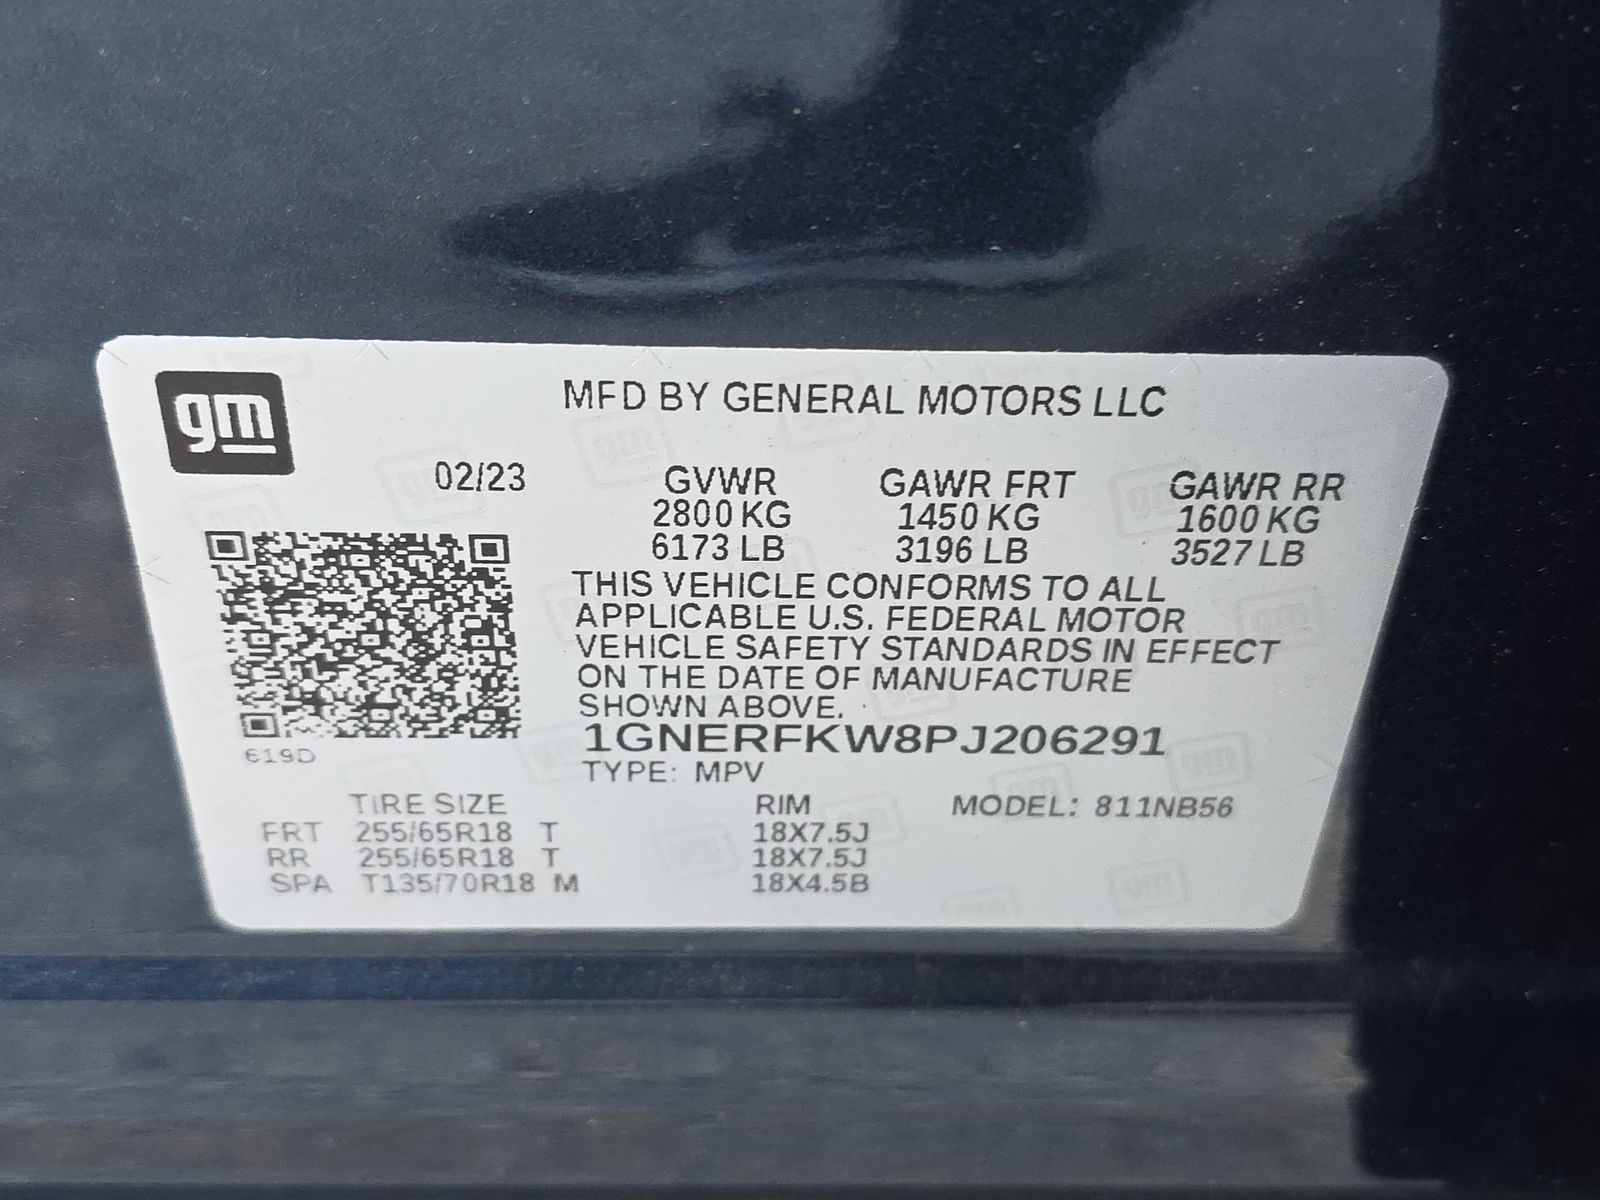 gm
MFD BY GENERAL MOTORS LLC
02/23 GVWR GAWR FRT GAWR RR
2800 KG 1450 KG 1600 KG
6173 LB 3196 LB 3527 LB
THIS VEHICLE CONFORMS TO ALL
APPLICABLE U.S. FEDERAL MOTOR
VEHICLE SAFETY STANDARDS IN EFFECT
ON THE DATE OF MANUFACTURE
SHOWN ABOVE.
1GNERFKW8PJ206291
619D
TYPE: MPV
TIRE SIZE RIM MODEL: 811NB56
FRT 255/65R18 T 18X7.5J
RR 255/65R18 T 18X7.5J
SPA T135/70R18 M 18X4.5B